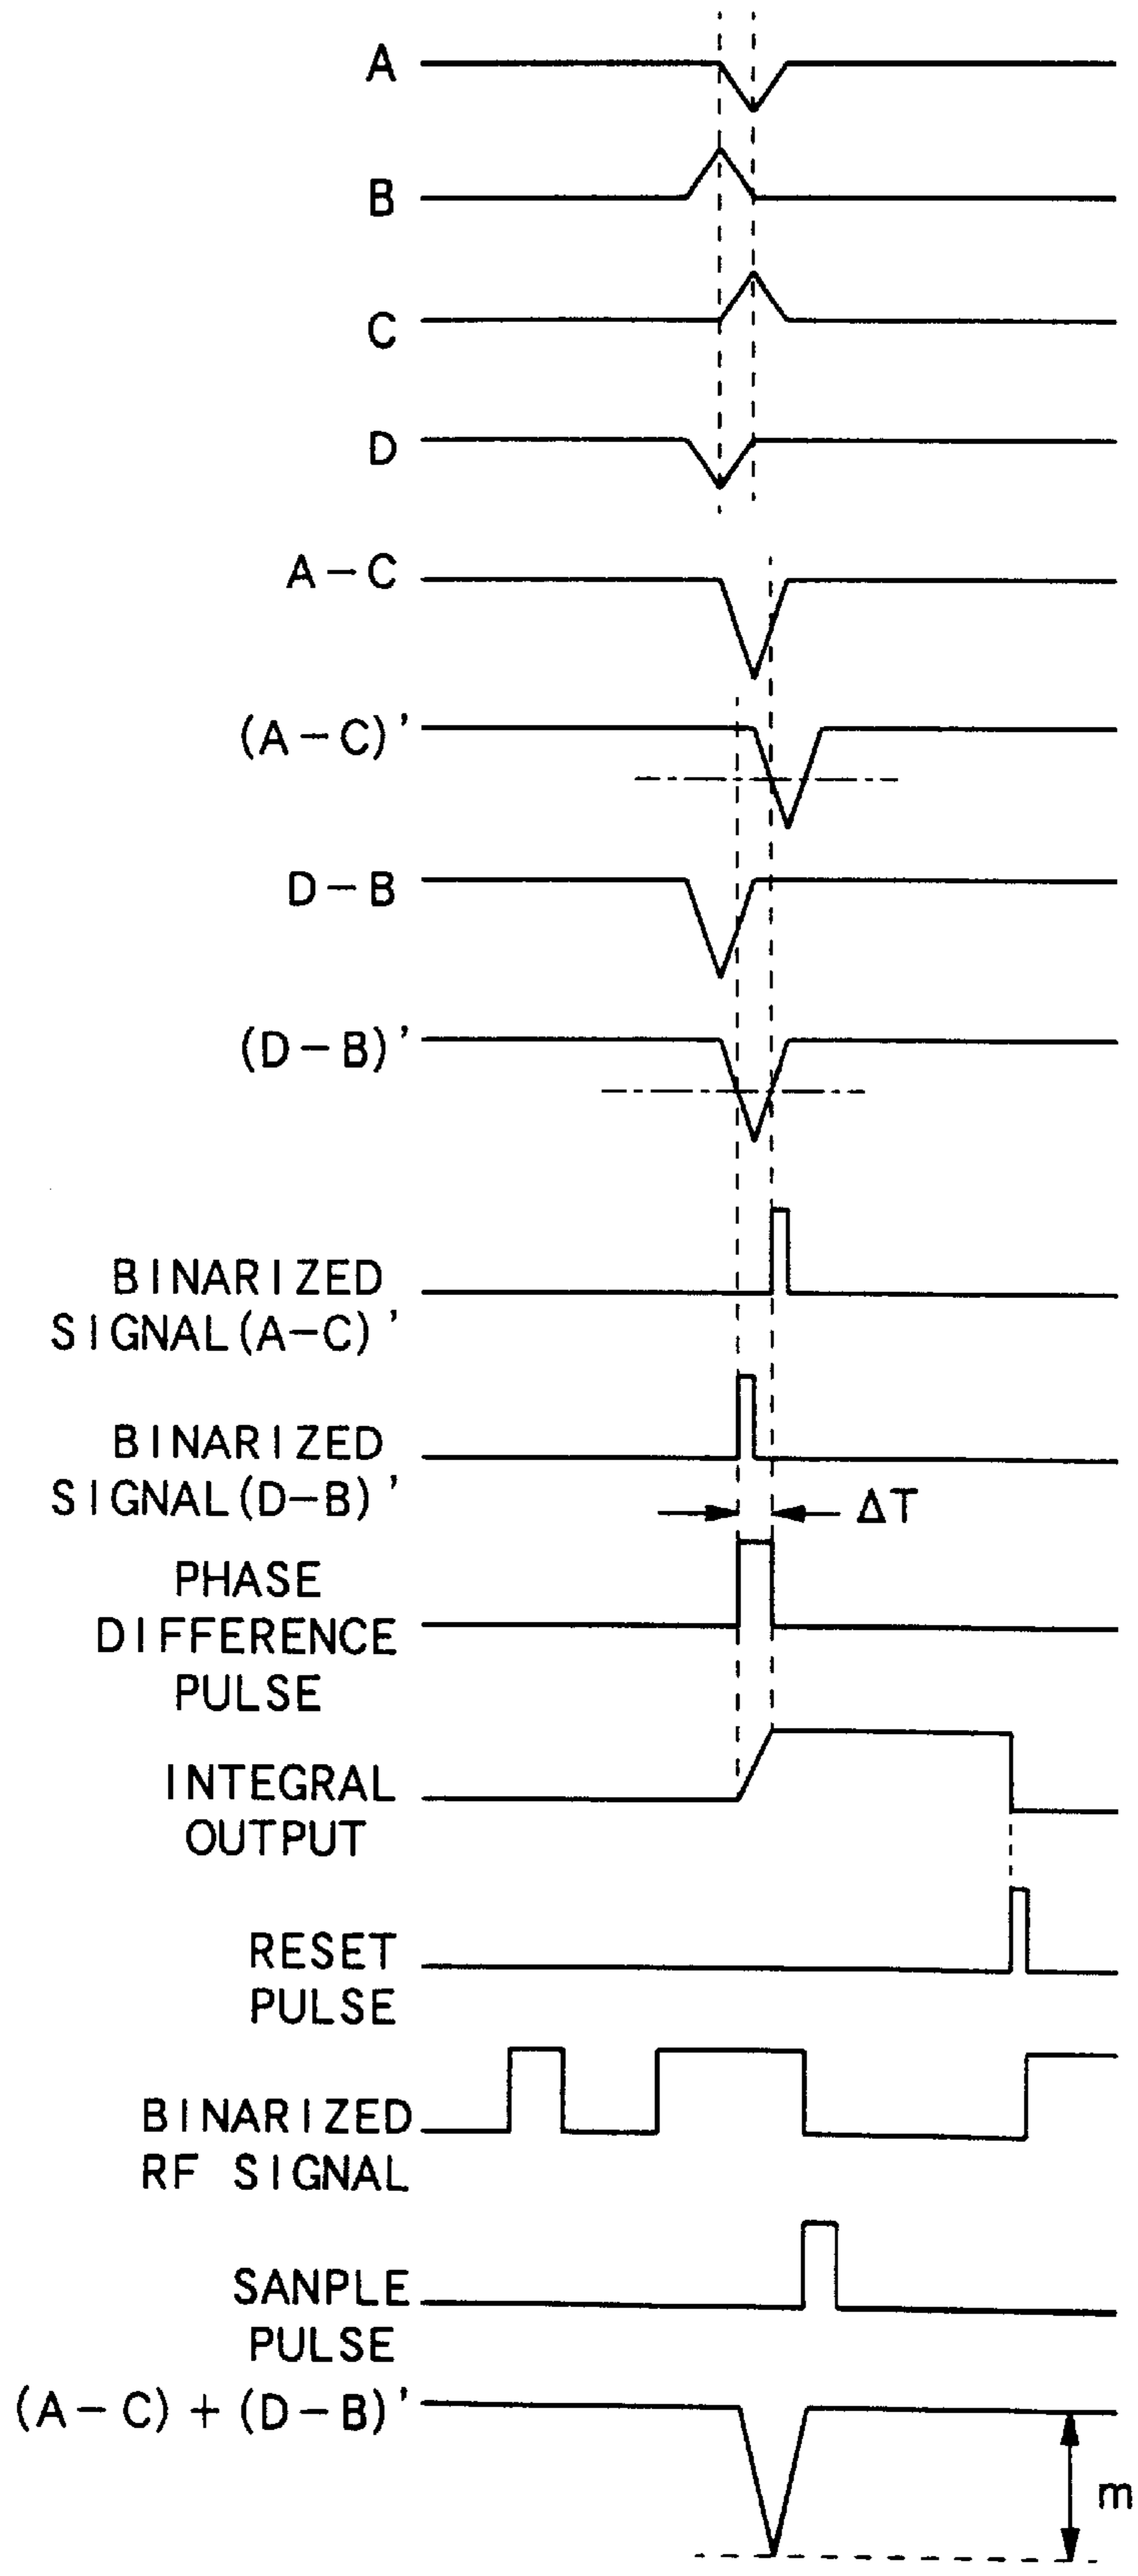 A
B
C
D
A-C
(A-C)'
D-B
(D-B)'
BINARIZED
SIGNAL(A-C)'
BINARIZED
SIGNAL(D-B)'
ΔT
PHASE
DIFFERENCE
PULSE
INTEGRAL
OUTPUT
RESET
PULSE
BINARIZED
RF SIGNAL
SANPLE
PULSE
(A-C)+(D-B)'
m